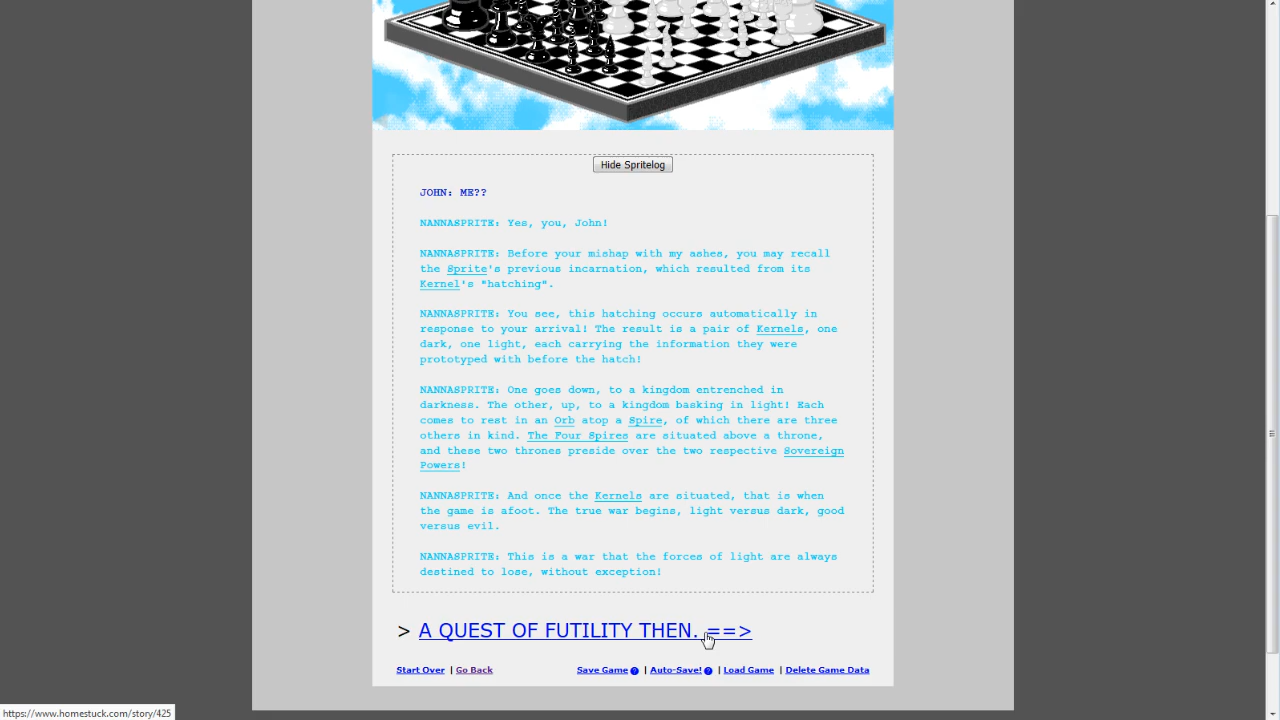 Hide Spritelog
JOHN: ME??
NANNASPRITE: Yes, you, John!
NANNASPRITE: Before your mishap with my ashes, you may recall
the Sprite's previous incarnation, which resulted from its
Kernel's "hatching".
NANNASPRITE: You see, this hatching occurs automatically in
response to your arrival! The result is a pair of Kernels, one
dark, one light, each carrying the information they were
prototyped with before the hatch!
NANNASPRITE: One goes down, to a kingdom entrenched in
darkness. The other, up, to a kingdom basking in light! Each
comes to rest in an Orb atop a Spire, of which there are three
others in kind. The Four Spires are situated above a throne,
and these two thrones preside over the two respective Sovereign
Powers!
NANNASPRITE: And once the Kernels are situated, that is when
the game is afoot. The true war begins, light versus dark, good
versus evil.
NANNASPRITE: This is a war that the forces of light are always
destined to lose, without exception!
> A QUEST OF FUTILITY THEN. ==>
Start Over | Go Back Save Game ? | Auto-Save! ? | Load Game | Delete Game Data
https://www.homestuck.com/story/425